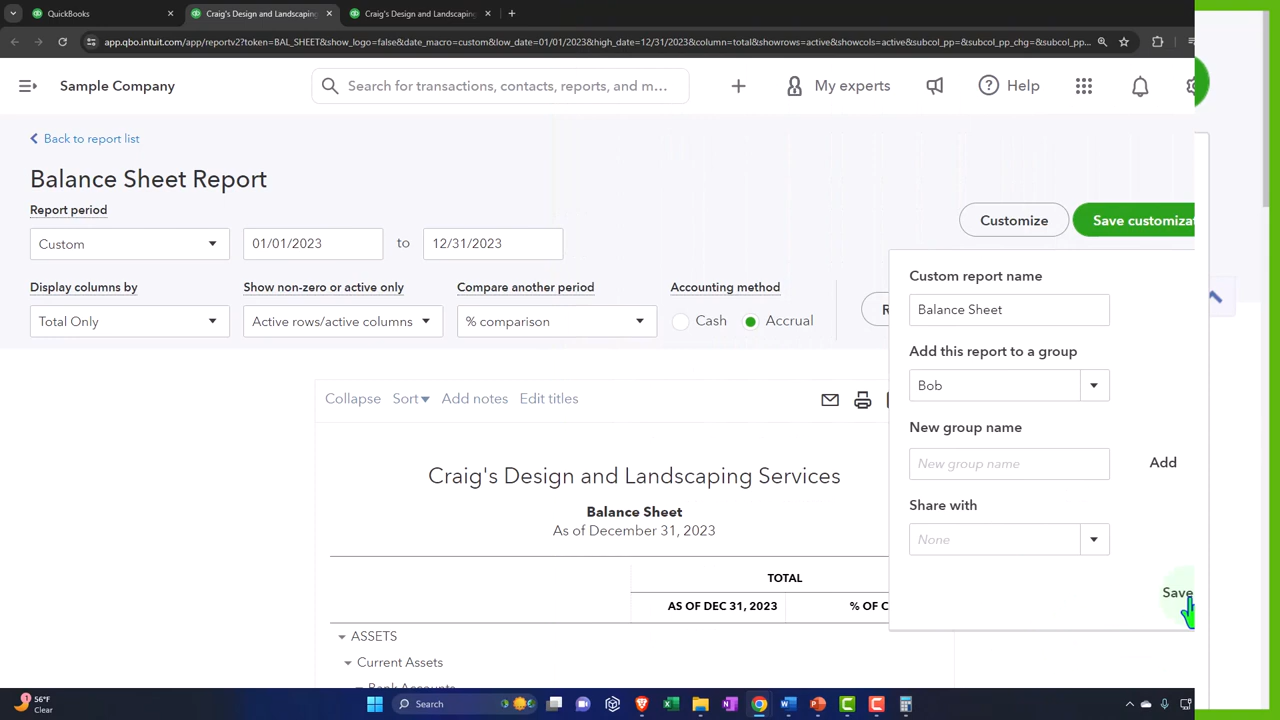 QuickBooks
Craig's Design and Landscaping
Craig's Design and Landscaping
app.qbo.intuit.com/app/reportv2?token=BAL_SHEET&show_logo=false&date_macro=custom&low_date=01/01/2023&high_date=12/31/2023&column=total&showrows=active&showcols=active&subcol_pp=&subcol_pp_chg=&subcol_pp...
Sample Company
Search for transactions, contacts, reports, and m...
My experts
Help
Back to report list
Balance Sheet Report
Report period
Custom
01/01/2023
to
12/31/2023
Customize
Save customizat
Display columns by
Show non-zero or active only
Compare another period
Accounting method
Total Only
Active rows/active columns
% comparison
Cash
Accrual
R
Custom report name
Balance Sheet
Add this report to a group
Bob
New group name
New group name
Add
Share with
None
Save
Collapse
Sort
Add notes
Edit titles
Craig's Design and Landscaping Services
Balance Sheet
As of December 31, 2023
TOTAL
AS OF DEC 31, 2023
% OF C
ASSETS
Current Assets
Bank Accounts
1
56°F
Clear
Search